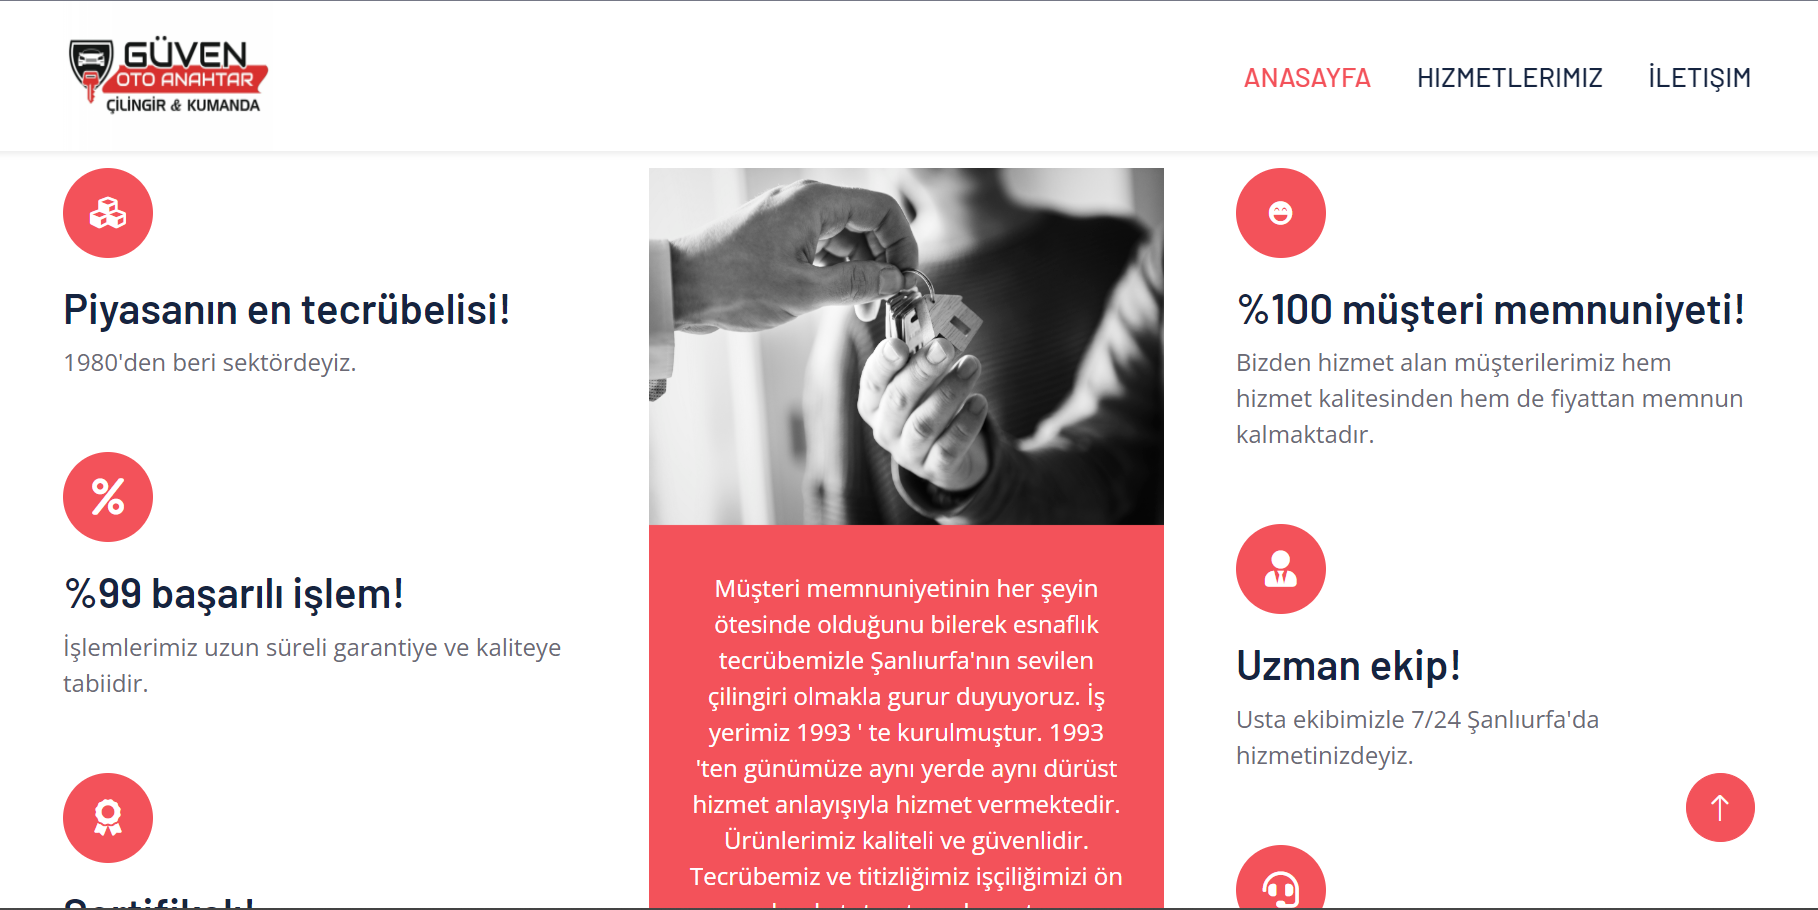 GÜVEN
OTO ANAHTAR
ÇİLİNGİR & KUMANDA
ANASAYFA
HIZMETLERIMIZ
İLETIŞIM
Piyasanın en tecrübelisi!
1980'den beri sektördeyiz.
%99 başarılı işlem!
İşlemlerimiz uzun süreli garantiye ve kaliteye
tabiidir.
Müşteri memnuniyetinin her şeyin
ötesinde olduğunu bilerek esnaflık
tecrübemizle Şanlıurfa'nın sevilen
çilingiri olmakla gurur duyuyoruz. İş
yerimiz 1993 ' te kurulmuştur. 1993
'ten günümüze aynı yerde aynı dürüst
hizmet anlayışıyla hizmet vermektedir.
Ürünlerimiz kaliteli ve güvenlidir.
Tecrübemiz ve titizliğimiz işçiliğimizi ön
%100 müşteri memnuniyeti!
Bizden hizmet alan müşterilerimiz hem
hizmet kalitesinden hem de fiyattan memnun
kalmaktadır.
Uzman ekip!
Usta ekibimizle 7/24 Şanlıurfa'da
hizmetinizdeyiz.